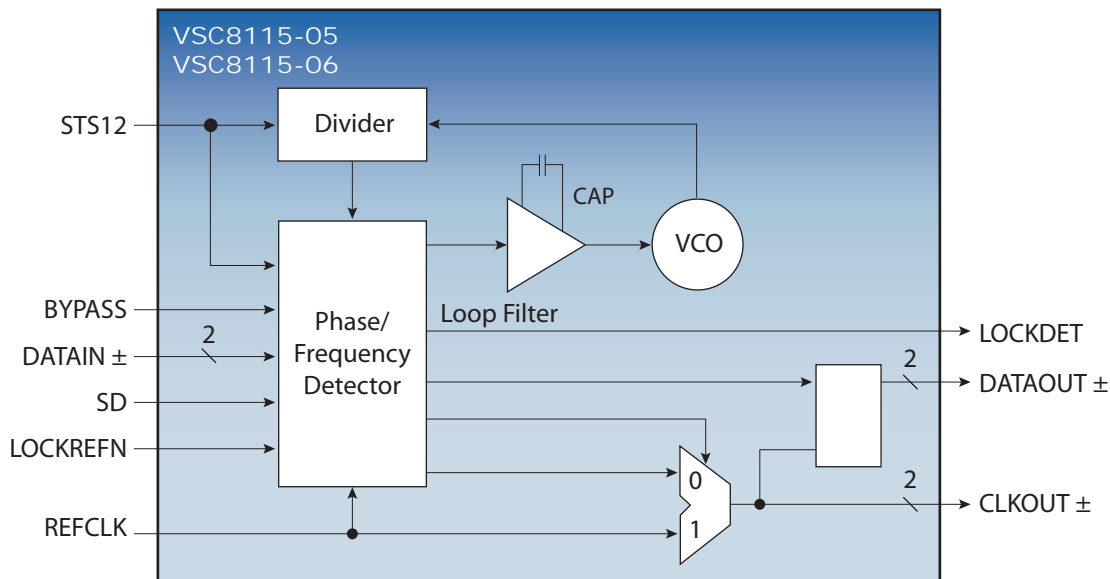 VSC8115-05
VSC8115-06
STS12
Divider
CAP
VCO
BYPASS
Loop Filter
Phase/
Frequency
Detector
2
DATAIN ±
LOCKDET
2
DATAOUT ±
SD
LOCKREFN
0
2
CLKOUT ±
REFCLK
1